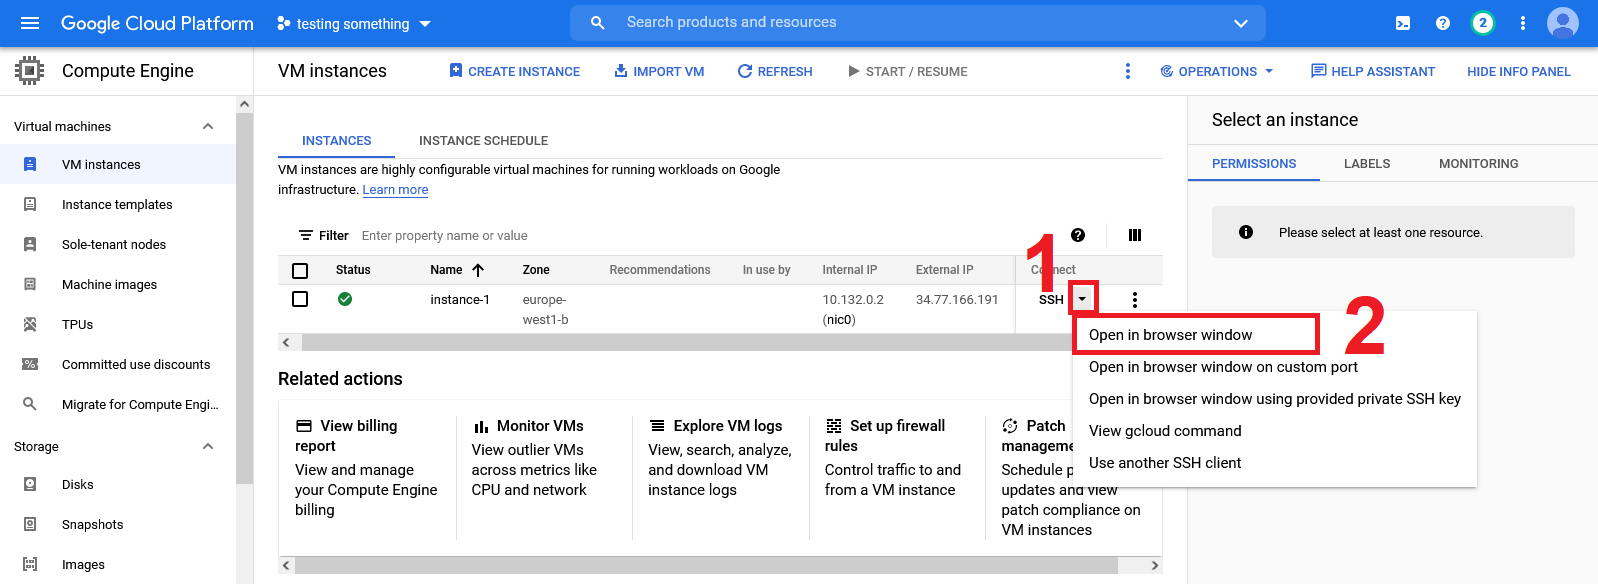 Google Cloud Platform
testing something
Search products and resources
2
Compute Engine
VM instances
CREATE INSTANCE
IMPORT VM
REFRESH
START / RESUME
OPERATIONS
HELP ASSISTANT
HIDE INFO PANEL
Virtual machines
VM instances
Instance templates
Sole-tenant nodes
Machine images
TPUs
Committed use discounts
Migrate for Compute Engi...
Storage
Disks
Snapshots
Images
INSTANCES
INSTANCE SCHEDULE
VM instances are highly configurable virtual machines for running workloads on Google
infrastructure. Learn more
Filter Enter property name or value
Status Name Zone Recommendations In use by Internal IP External IP
instance-1 europe- 10.132.0.2 34.77.166.191 SSH
west1-b (nic0)
1
2
Open in browser window
Open in browser window on custom port
Open in browser window using provided private SSH key
View gcloud command
Use another SSH client
Related actions
View billing
report
View and manage
your Compute Engine
billing
Monitor VMs
View outlier VMs
across metrics like
CPU and network
Explore VM logs
View, search, analyze,
and download VM
instance logs
Set up firewall
rules
Control traffic to and
from a VM instance
Patch
Schedule
updates and view
patch compliance on
VM instances
Select an instance
PERMISSIONS
LABELS
MONITORING
Please select at least one resource.